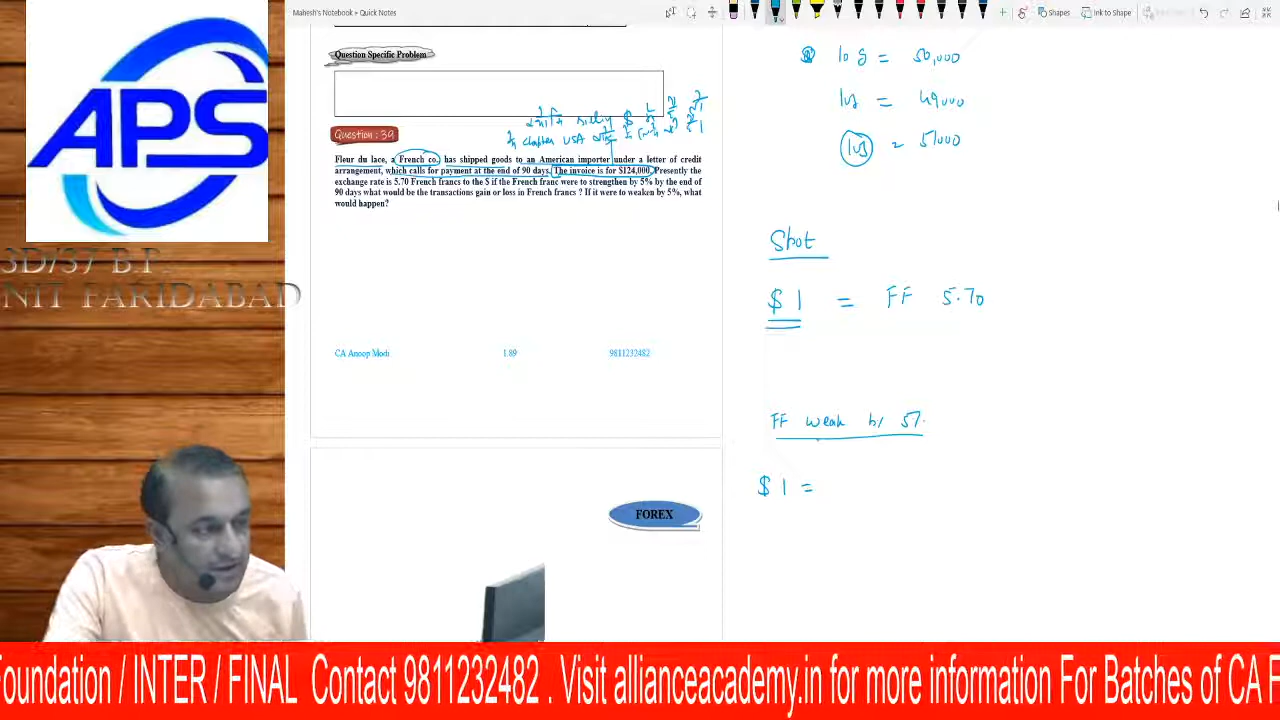 Mahesh's Notebook » Quick Notes
Shapes
Ink to Shape
APS
3D/37 B.P.
NIT FARIDABAD
Question Specific Problem
Question : 39
chapter USA
Fleur du lace, a French co. has shipped goods to an American importer under a letter of credit
arrangement, which calls for payment at the end of 90 days. The invoice is for $124,000. Presently the
exchange rate is 5.70 French francs to the $ if the French franc were to strengthen by 5% by the end of
90 days what would be the transactions gain or loss in French francs ? If it were to weaken by 5%, what
would happen?
CA Anoop Modi
1.89
9811232482
FOREX
10 g = 50,000
10g = 49000
10g = 51000
Spot
$ 1 = FF 5.70
FF weak by 5%
$ 1 =
Foundation / INTER / FINAL Contact 9811232482 . Visit allianceacademy.in for more information For Batches of CA F